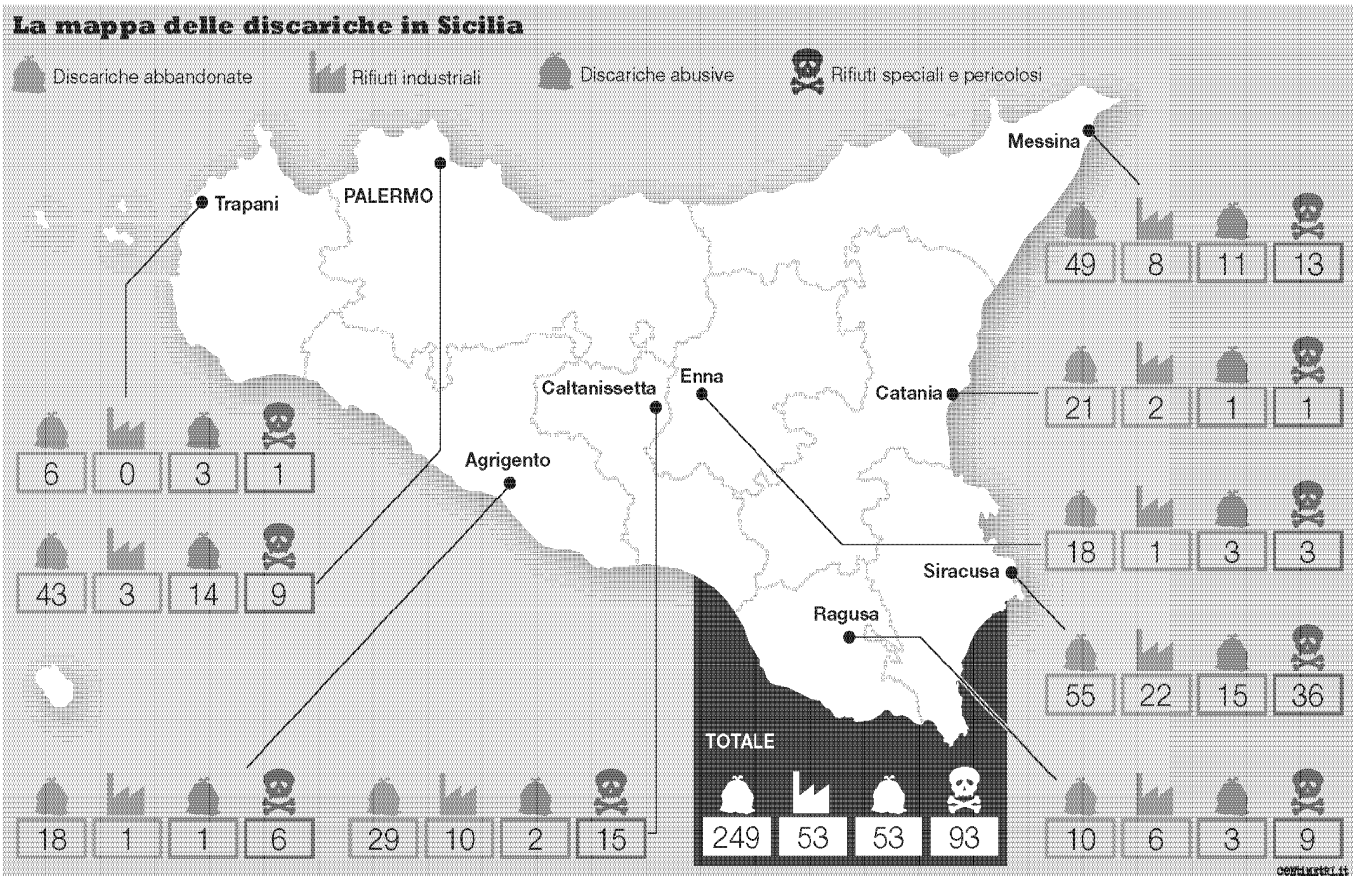 La mappa delle discariche in Sicilia
Discariche abbandonate
Rifiuti industriali
Discariche abusive
Rifiuti speciali e pericolosi
Messina
49 8 11 13
Trapani
6 0 3 1
PALERMO
43 3 14 9
Catania
21 2 1 1
Caltanissetta
29 10 2 15
Enna
18 1 3 3
Agrigento
18 1 1 6
Siracusa
55 22 15 36
Ragusa
10 6 3 9
TOTALE
249 53 53 93
centimetri.it